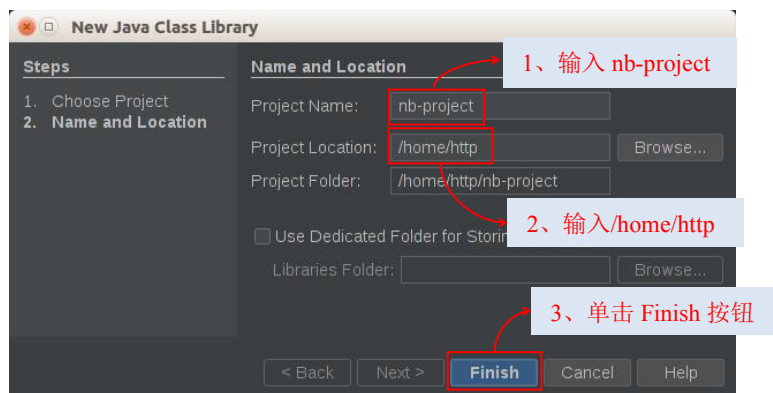 New Java Class Library
Steps
1. Choose Project
2. Name and Location
Name and Location
1、输入 nb-project
Project Name: nb-project
Project Location: /home/http Browse...
Project Folder: /home/http/nb-project
2、输入/home/http
Use Dedicated Folder for Storin
Libraries Folder: Browse...
3、单击 Finish 按钮
< Back Next > Finish Cancel Help